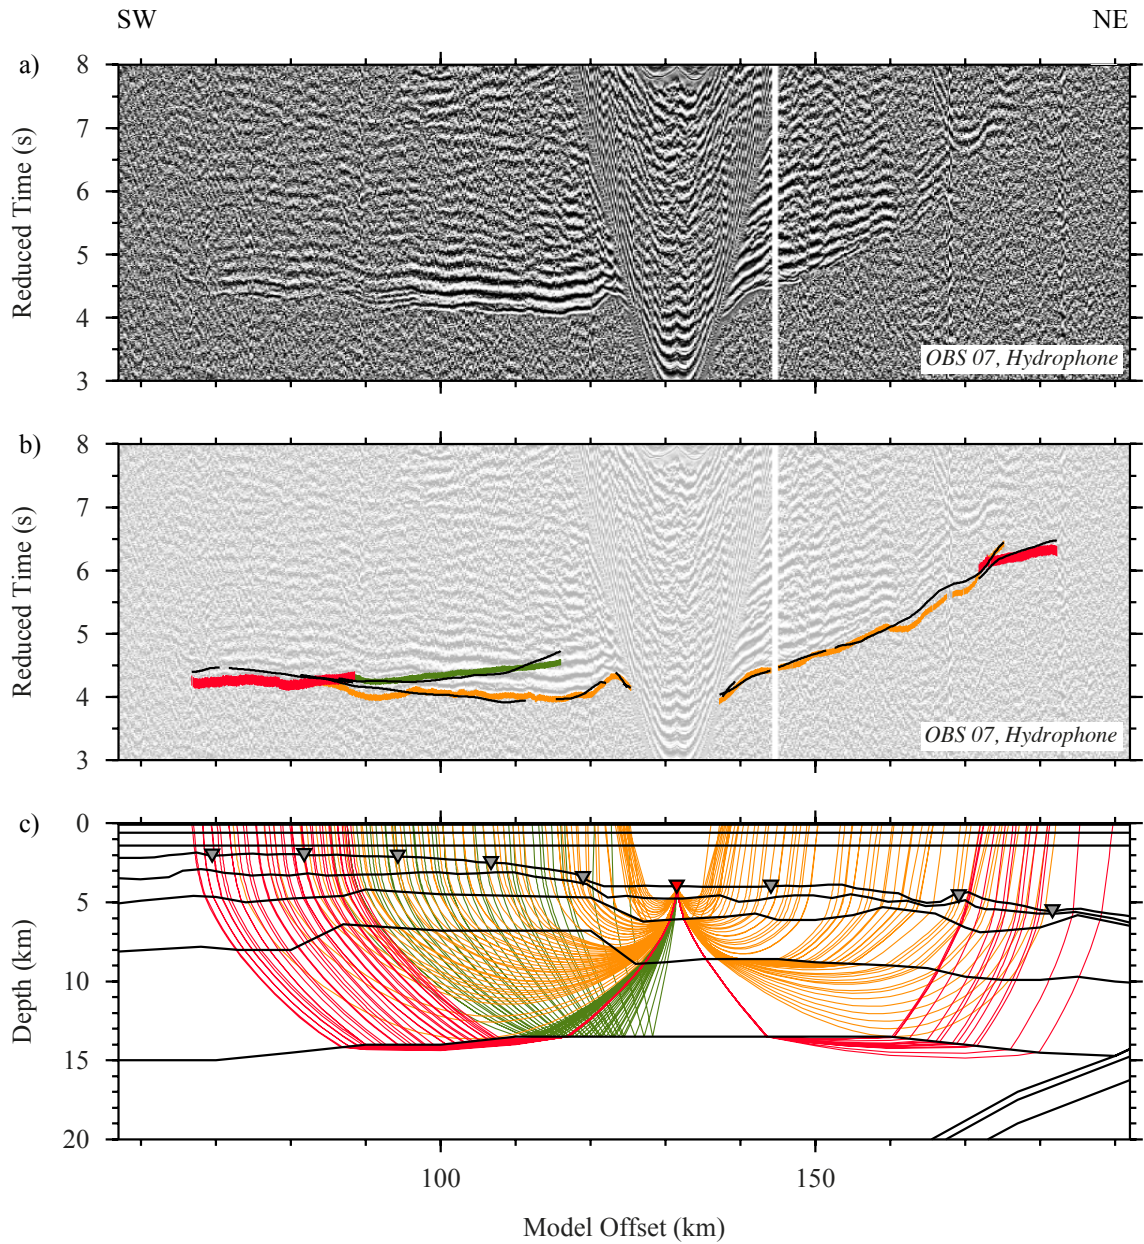 SW NE
a)
8
7
6
5
4
3
Reduced Time (s)
OBS 07, Hydrophone
b)
8
7
6
5
4
3
Reduced Time (s)
OBS 07, Hydrophone
c)
0
5
10
15
20
Depth (km)
100 150
Model Offset (km)